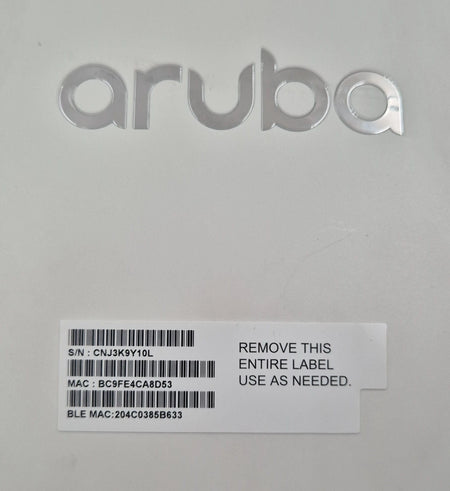 aruba
S/N : CNJ3K9Y10L
MAC : BC9FE4CA8D53
BLE MAC:204C0385B633
REMOVE THIS
ENTIRE LABEL
USE AS NEEDED.